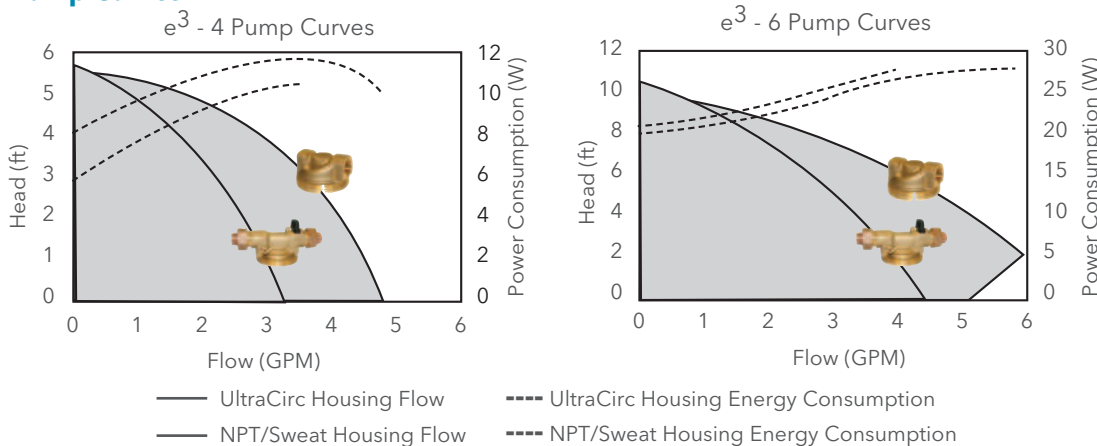 e3 - 4 Pump Curves
6
5
4
3
2
1
0
Head (ft)
12
10
8
6
4
2
0
Power Consumption (W)
0 1 2 3 4 5 6
Flow (GPM)
e3 - 6 Pump Curves
12
10
8
6
4
2
0
Head (ft)
30
25
20
15
10
5
0
Power Consumption (W)
0 1 2 3 4 5 6
Flow (GPM)
UltraCirc Housing Flow
UltraCirc Housing Energy Consumption
NPT/Sweat Housing Flow
NPT/Sweat Housing Energy Consumption